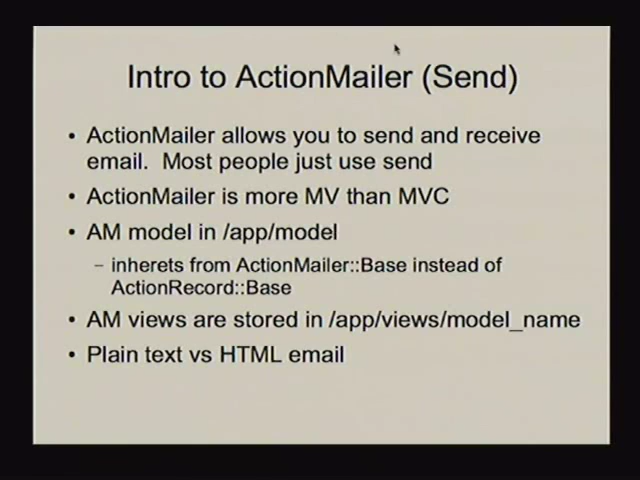 Intro to ActionMailer (Send)
• ActionMailer allows you to send and receive
email. Most people just use send
• ActionMailer is more MV than MVC
• AM model in /app/model
– inherets from ActionMailer::Base instead of
ActionRecord::Base
• AM views are stored in /app/views/model_name
• Plain text vs HTML email